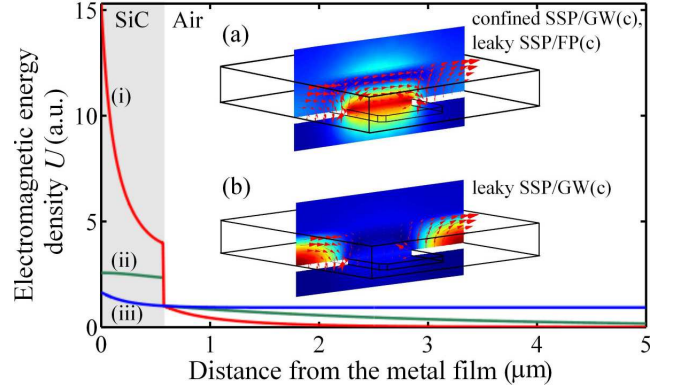 SiC Air
(a)
confined SSP/GW(c),
leaky SSP/FP(c)
(i)
(b)
leaky SSP/GW(c)
(ii)
(iii)
15
10
5
0
0 1 2 3 4 5
Electromagnetic energy
density U (a.u.)
Distance from the metal film (μm)